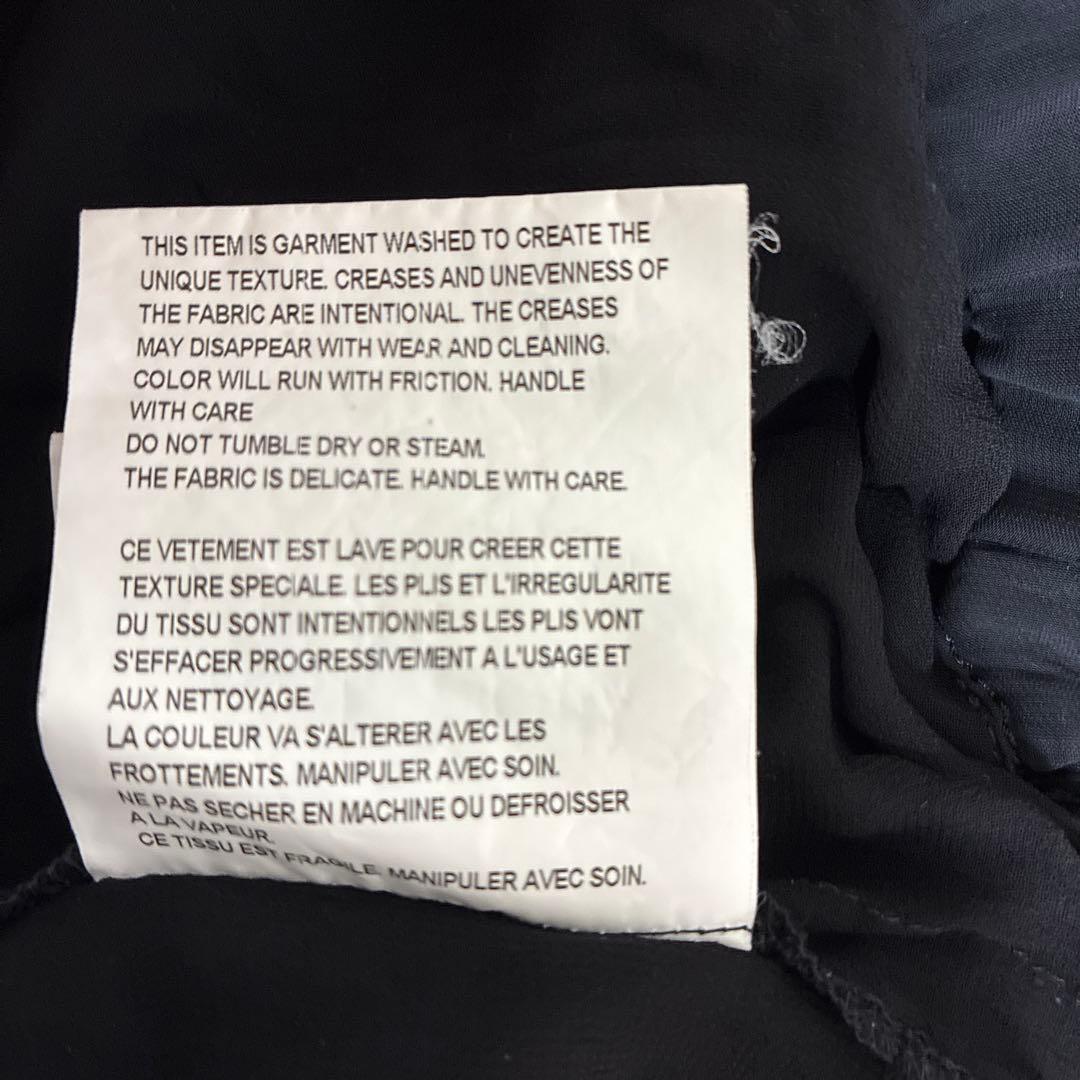 THIS ITEM IS GARMENT WASHED TO CREATE THE
UNIQUE TEXTURE. CREASES AND UNEVENNESS OF
THE FABRIC ARE INTENTIONAL. THE CREASES
MAY DISAPPEAR WITH WEAR AND CLEANING.
COLOR WILL RUN WITH FRICTION. HANDLE
WITH CARE
DO NOT TUMBLE DRY OR STEAM.
THE FABRIC IS DELICATE. HANDLE WITH CARE.
CE VETEMENT EST LAVE POUR CREER CETTE
TEXTURE SPECIALE. LES PLIS ET L'IRREGULARITE
DU TISSU SONT INTENTIONNELS LES PLIS VONT
S'EFFACER PROGRESSIVEMENT A L'USAGE ET
AUX NETTOYAGE.
LA COULEUR VA S'ALTERER AVEC LES
FROTTEMENTS. MANIPULER AVEC SOIN.
NE PAS SECHER EN MACHINE OU DEFROISSER
A LA VAPEUR.
CE TISSU EST FRAGILE. MANIPULER AVEC SOIN.